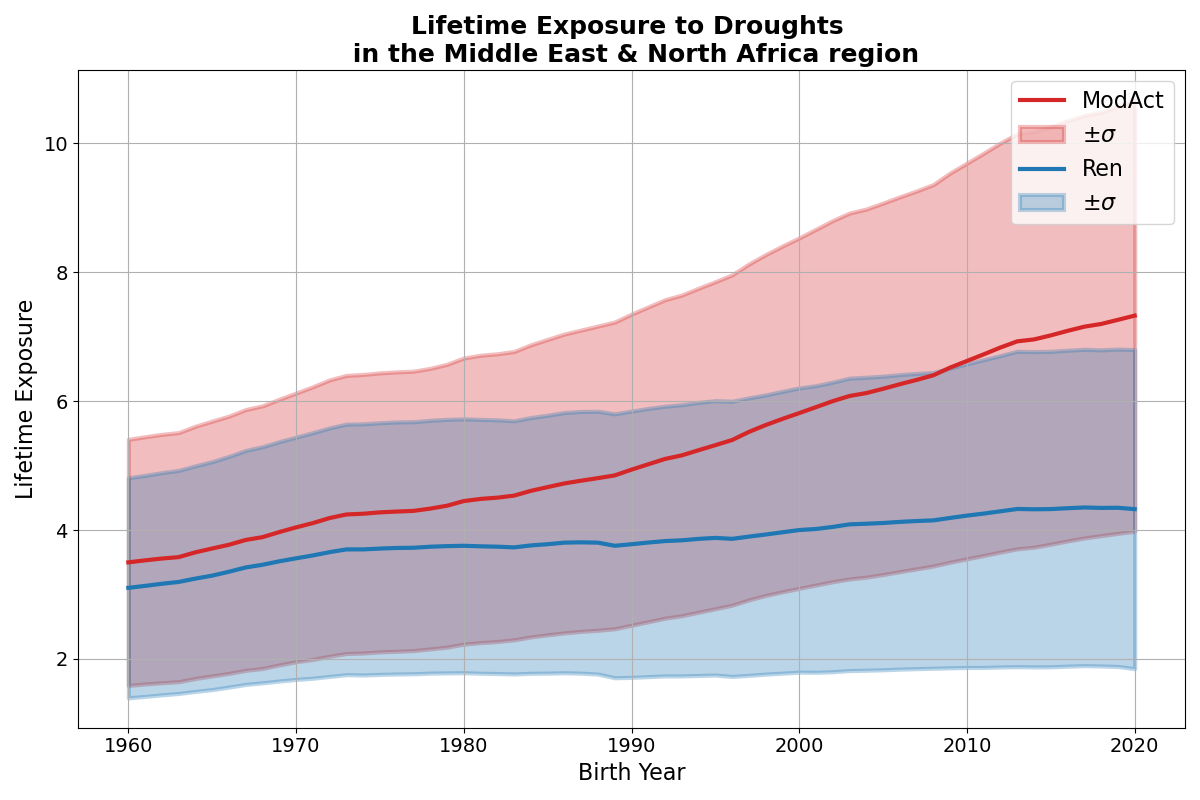 Lifetime Exposure to Droughts
in the Middle East & North Africa region
ModAct
±σ
Ren
±σ
10
8
6
4
2
Lifetime Exposure
1960 1970 1980 1990 2000 2010 2020
Birth Year